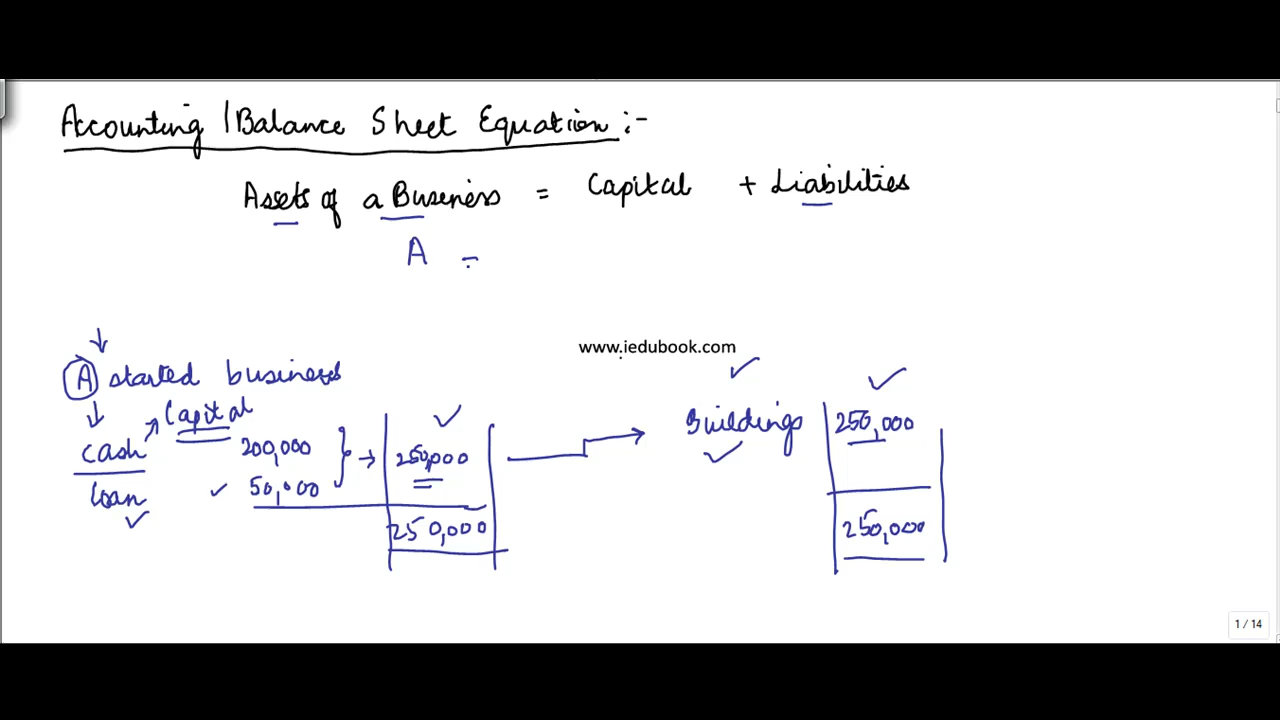 Accounting / Balance Sheet Equation :-
Assets of a Business = Capital + Liabilities
A =
www.iedubook.com
A started business
Capital
cash 200,000 250,000 Buildings 250,000
loan 50,000
250,000 250,000
1 / 14